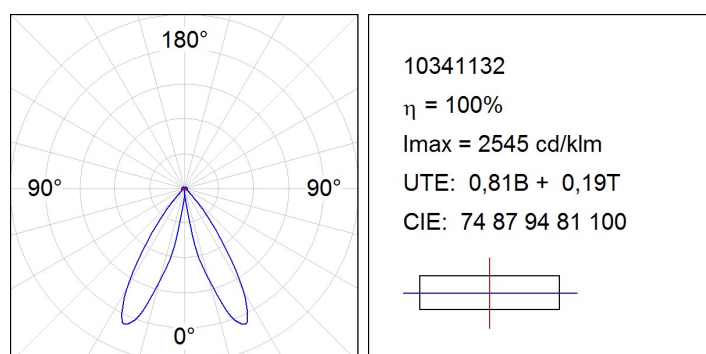 180°
90° 90°
0°
10341132
η = 100%
Imax = 2545 cd/klm
UTE: 0,81B + 0,19T
CIE: 74 87 94 81 100